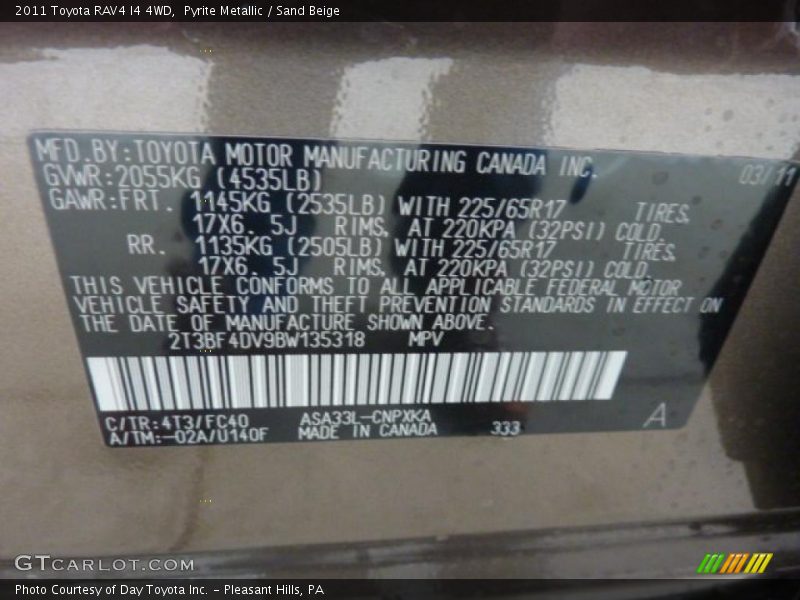 2011 Toyota RAV4 I4 4WD, Pyrite Metallic / Sand Beige
MFD.BY:TOYOTA MOTOR MANUFACTURING CANADA INC. 03/11
GVWR:2055KG (4535LB)
GAWR:FRT. 1145KG (2535LB) WITH 225/65R17 TIRES,
17X6. 5J RIMS, AT 220KPA (32PSI) COLD.
RR. 1135KG (2505LB) WITH 225/65R17 TIRES,
17X6. 5J RIMS, AT 220KPA (32PSI) COLD.
THIS VEHICLE CONFORMS TO ALL APPLICABLE FEDERAL MOTOR
VEHICLE SAFETY AND THEFT PREVENTION STANDARDS IN EFFECT ON
THE DATE OF MANUFACTURE SHOWN ABOVE.
2T3BF4DV9BW135318 MPV
C/TR:4T3/FC40 ASA33L-CNPXKA
A/TM:-02A/U140F MADE IN CANADA 333 A
GTCARLOT.COM
Photo Courtesy of Day Toyota Inc. - Pleasant Hills, PA